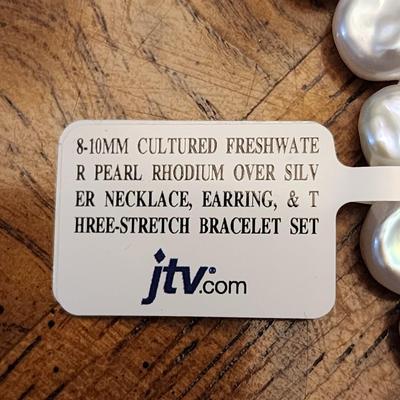 8-10MM CULTURED FRESHWATE
R PEARL RHODIUM OVER SILV
ER NECKLACE, EARRING, & T
HREE-STRETCH BRACELET SET
jtv®.com